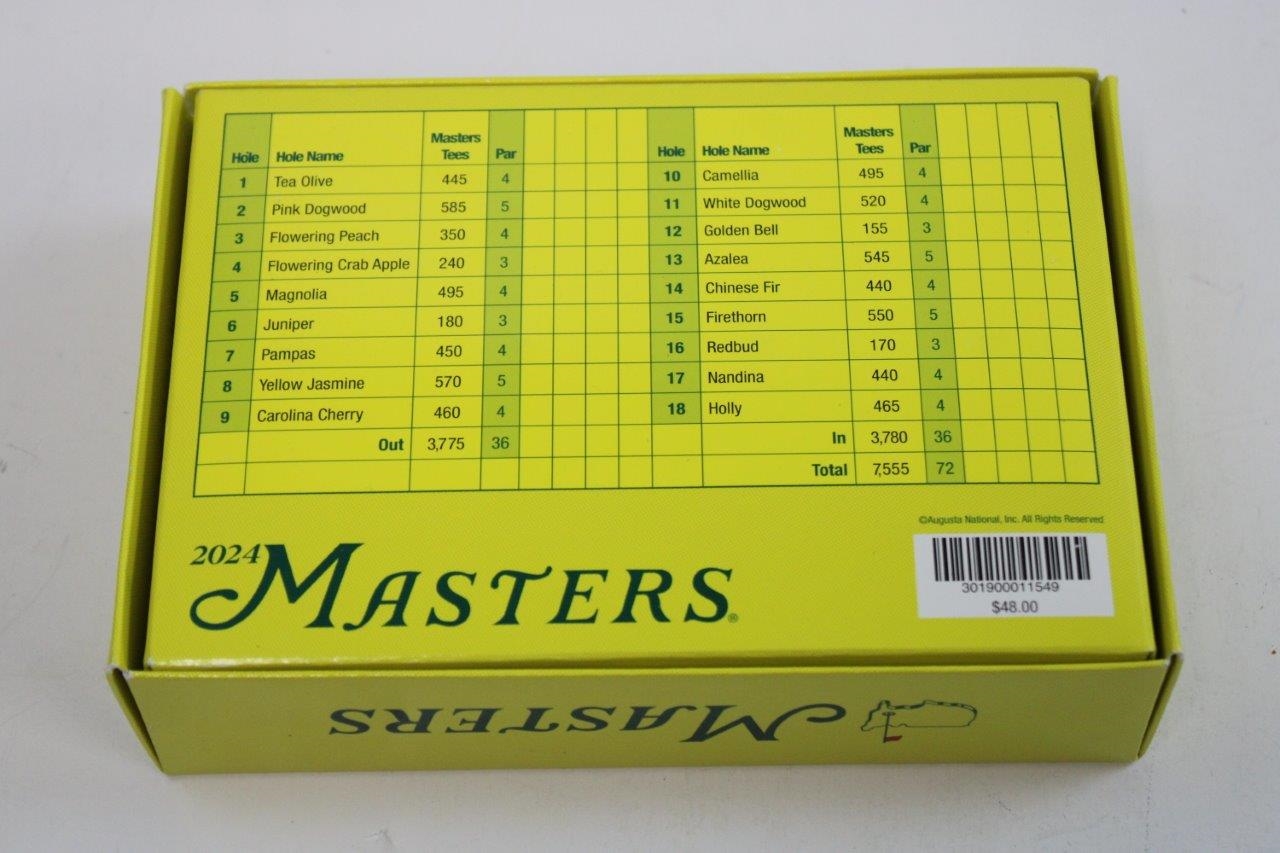 Hole Hole Name Masters Tees Par Hole Hole Name Masters Tees Par
1 Tea Olive 445 4 10 Camellia 495 4
2 Pink Dogwood 585 5 11 White Dogwood 520 4
3 Flowering Peach 350 4 12 Golden Bell 155 3
4 Flowering Crab Apple 240 3 13 Azalea 545 5
5 Magnolia 495 4 14 Chinese Fir 440 4
6 Juniper 180 3 15 Firethorn 550 5
7 Pampas 450 4 16 Redbud 170 3
8 Yellow Jasmine 570 5 17 Nandina 440 4
9 Carolina Cherry 460 4 18 Holly 465 4
Out 3,775 36 In 3,780 36
Total 7,555 72
©Augusta National, Inc. All Rights Reserved
301900011549
$48.00
2024 MASTERS®
MASTERS